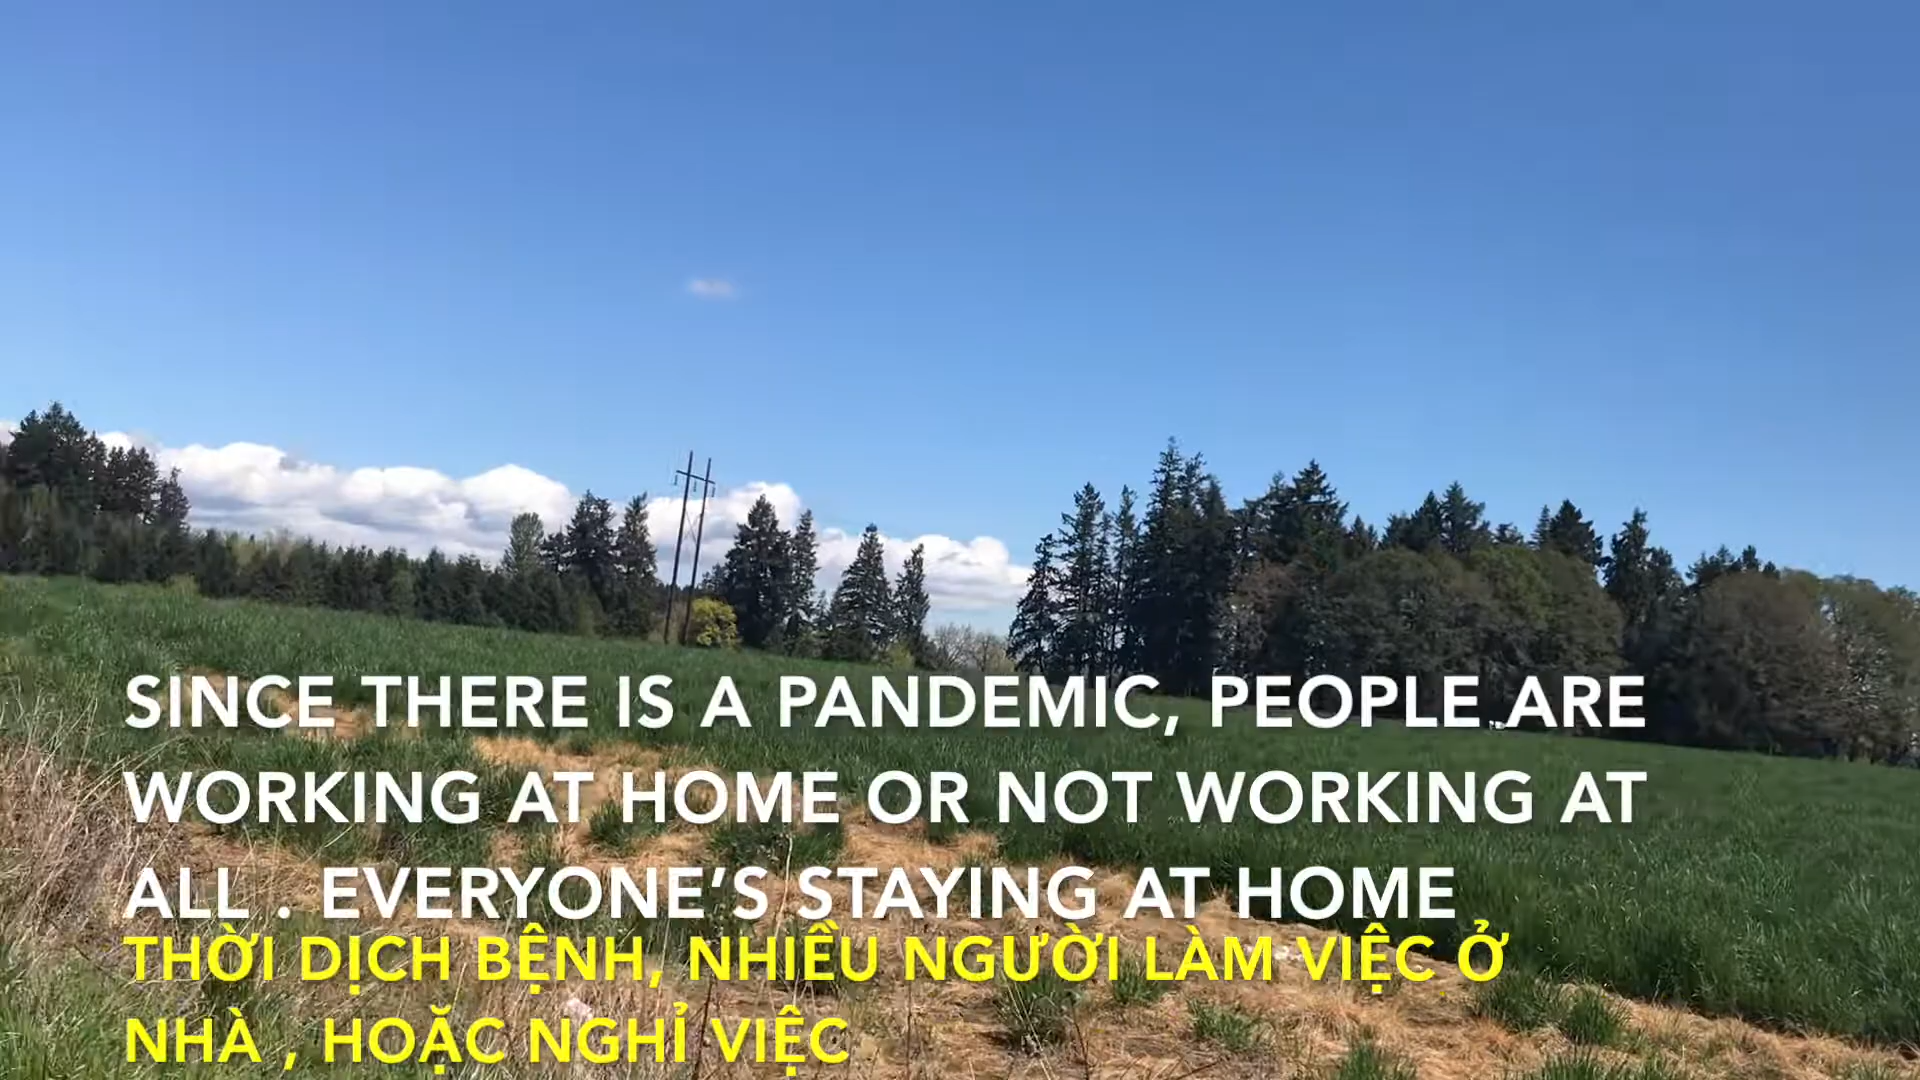 SINCE THERE IS A PANDEMIC, PEOPLE ARE
WORKING AT HOME OR NOT WORKING AT
ALL . EVERYONE’S STAYING AT HOME
THỜI DỊCH BỆNH, NHIỀU NGƯỜI LÀM VIỆC Ở
NHÀ , HOẶC NGHỈ VIỆC